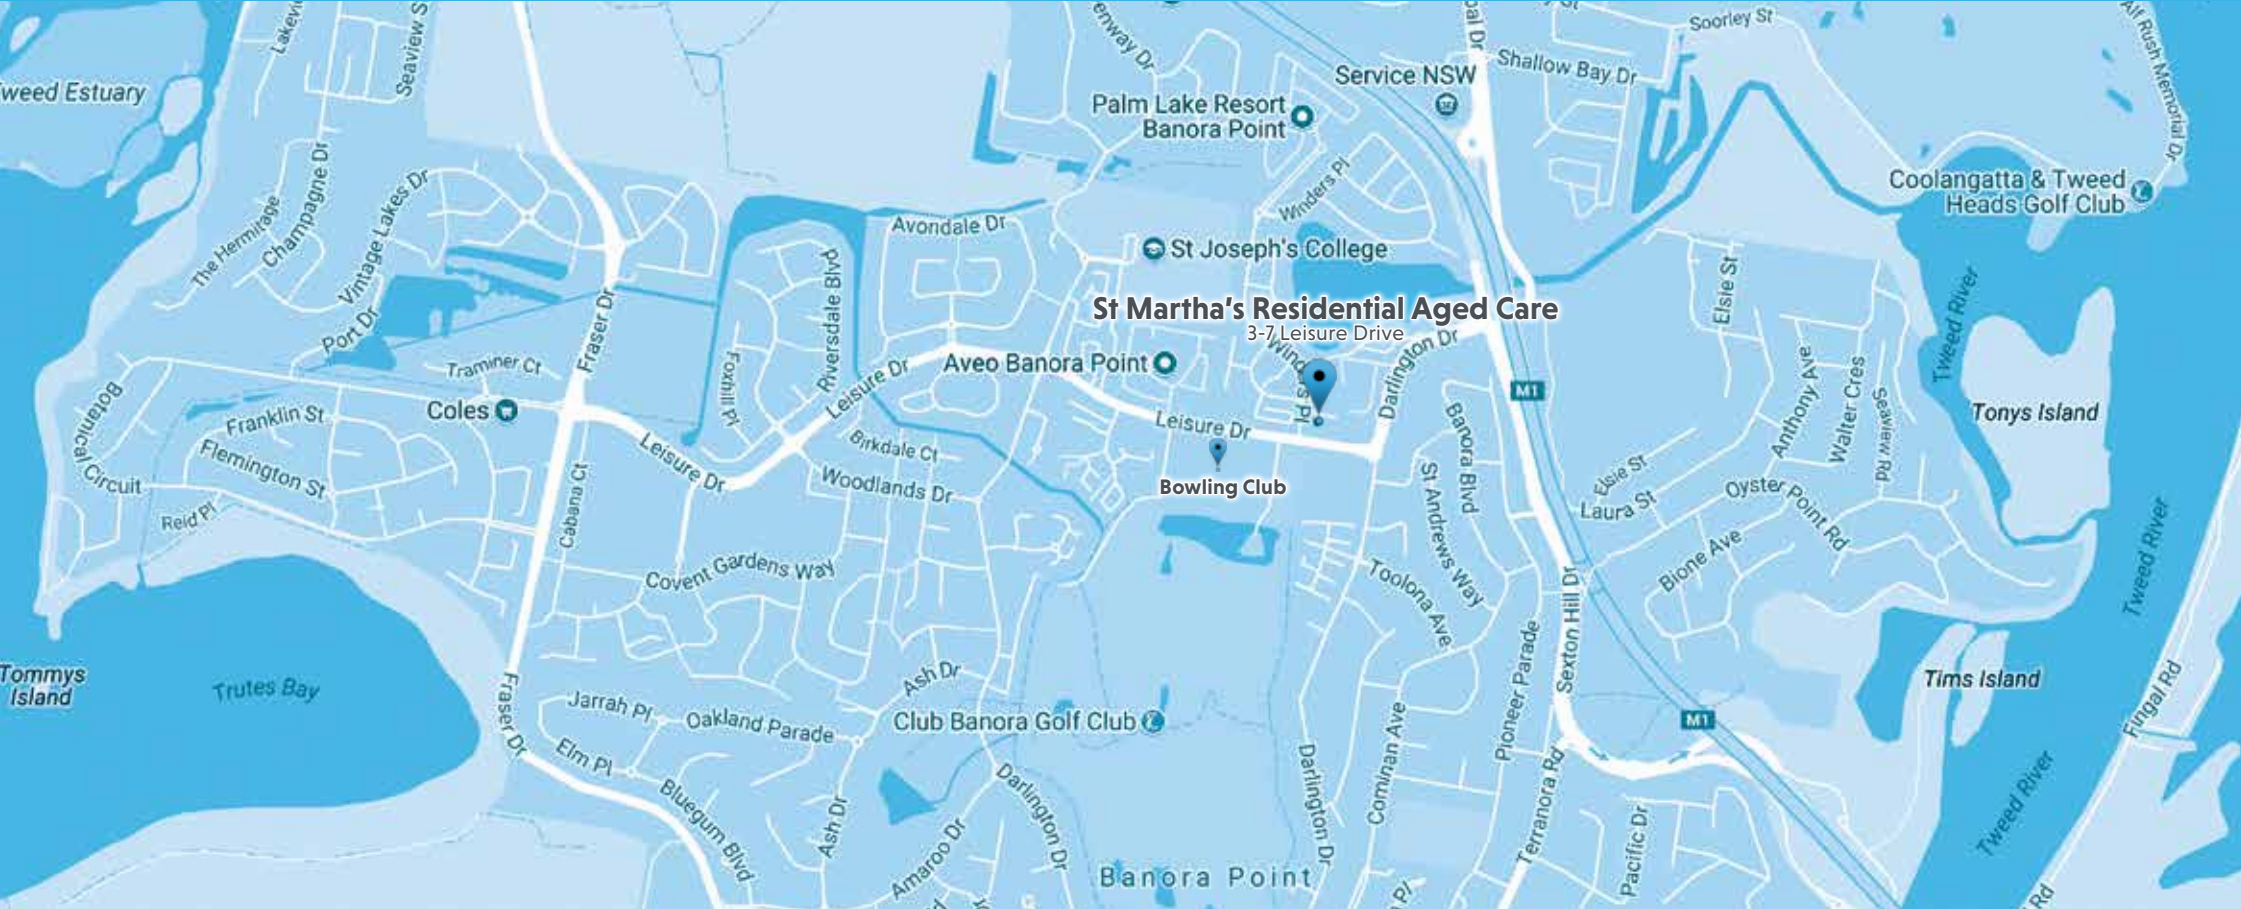 Lakevi
Seaview S
enway Dr
Soorley St
Alf Rush Memorial Dr
Shallow Bay Dr
Service NSW
weed Estuary
Palm Lake Resort
Banora Point
Champagne Dr
The Hermitage
Vintage Lakes Dr
Port Dr
Winders Pl
Coolangatta & Tweed
Heads Golf Club
Avondale Dr
St Joseph's College
Riversdale Blvd
Elsie St
Tweed River
St Martha's Residential Aged Care
3-7 Leisure Drive
Winders Pl
Darlington Dr
Fraser Dr
Traminer Ct
Foxhill Pl
Leisure Dr
Aveo Banora Point
M1
Anthony Ave
Walter Cres
Seaview Rd
Tonys Island
Botanical Circuit
Franklin St
Coles
Flemington St
Reid Pl
Leisure Dr
Birkdale Ct
Woodlands Dr
Leisure Dr
Bowling Club
Banora Blvd
St Andrews Way
Elsie St
Laura St
Oyster Point Rd
Bione Ave
Cabana Ct
Covent Gardens Way
Toolona Ave
Sexton Hill Dr
Tweed River
Tommys
Island
Trutes Bay
Fraser Dr
Jarrah Pl
Oakland Parade
Ash Dr
Club Banora Golf Club
Pioneer Parade
Tims Island
M1
Fingal Rd
Elm Pl
Bluegum Blvd
Ash Dr
Amaroo Dr
Darlington Dr
Darlington Dr
Cominan Ave
Terranora Rd
Pacific Dr
Tweed River
Banora Point
Pl
Rd